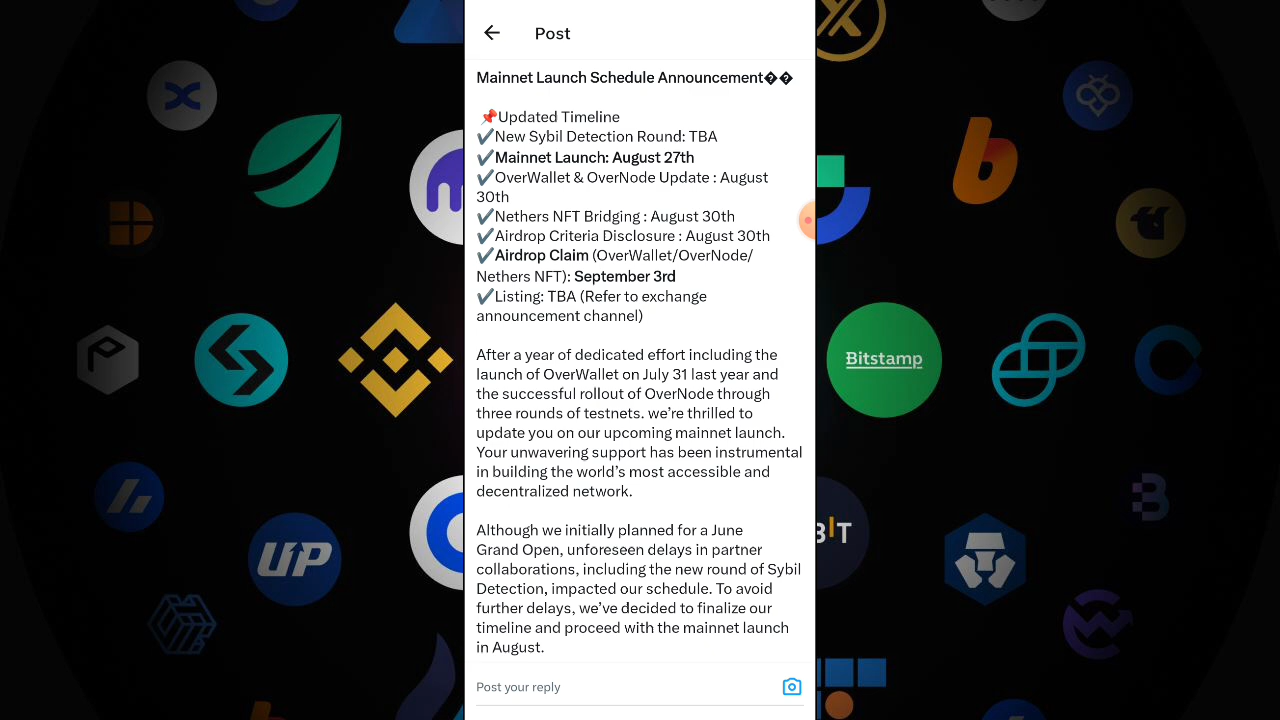 Post
Mainnet Launch Schedule Announcement��
📌Updated Timeline
✔️New Sybil Detection Round: TBA
✔️Mainnet Launch: August 27th
✔️OverWallet & OverNode Update : August
30th
✔️Nethers NFT Bridging : August 30th
✔️Airdrop Criteria Disclosure : August 30th
✔️Airdrop Claim (OverWallet/OverNode/
Nethers NFT): September 3rd
✔️Listing: TBA (Refer to exchange
announcement channel)
After a year of dedicated effort including the
launch of OverWallet on July 31 last year and
the successful rollout of OverNode through
three rounds of testnets. we’re thrilled to
update you on our upcoming mainnet launch.
Your unwavering support has been instrumental
in building the world’s most accessible and
decentralized network.
Although we initially planned for a June
Grand Open, unforeseen delays in partner
collaborations, including the new round of Sybil
Detection, impacted our schedule. To avoid
further delays, we’ve decided to finalize our
timeline and proceed with the mainnet launch
in August.
Post your reply
Bitstamp
UP
BIT